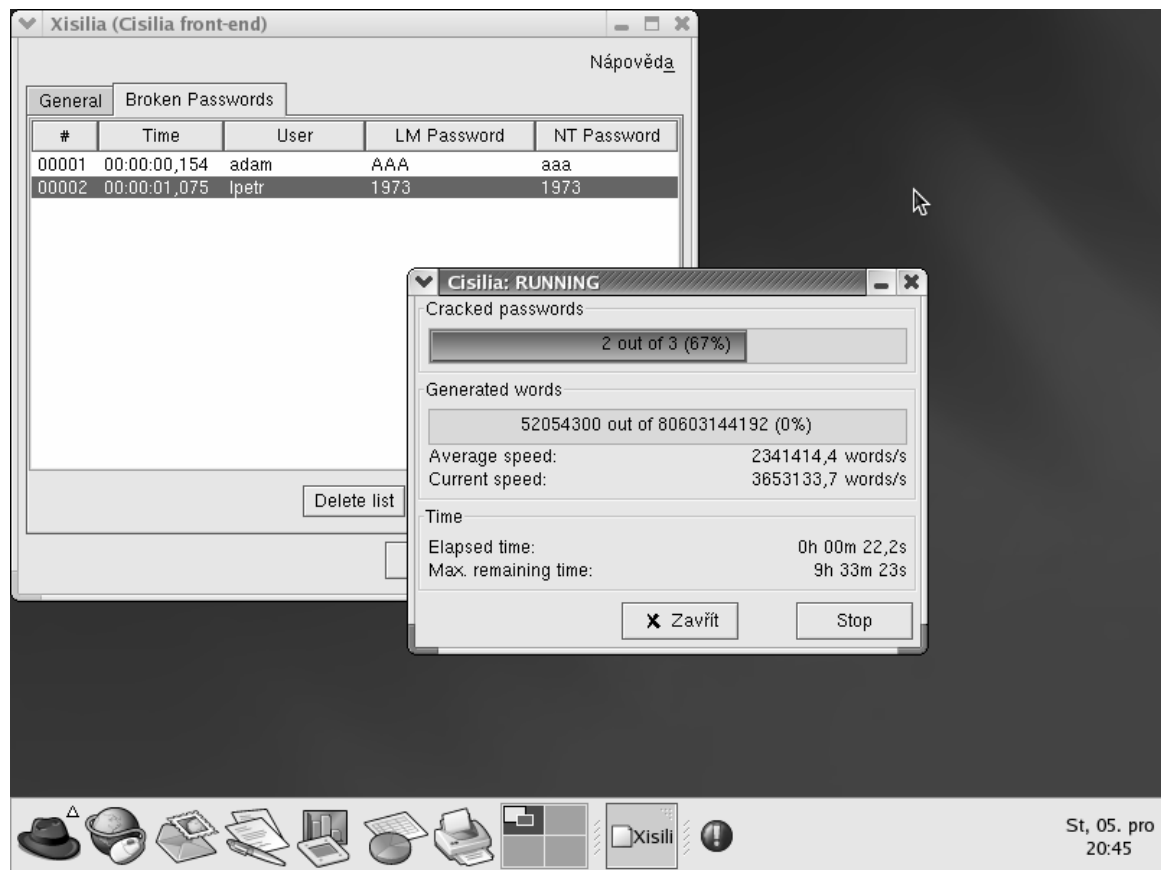 Xisilia (Cisilia front-end)
Nápověda
General Broken Passwords
# Time User LM Password NT Password
00001 00:00:00,154 adam AAA aaa
00002 00:00:01,075 lpetr 1973 1973
Delete list
Cisilia: RUNNING
Cracked passwords
2 out of 3 (67%)
Generated words
52054300 out of 80603144192 (0%)
Average speed: 2341414,4 words/s
Current speed: 3653133,7 words/s
Time
Elapsed time: 0h 00m 22,2s
Max. remaining time: 9h 33m 23s
Zavřít Stop
Xisili
St, 05. pro
20:45